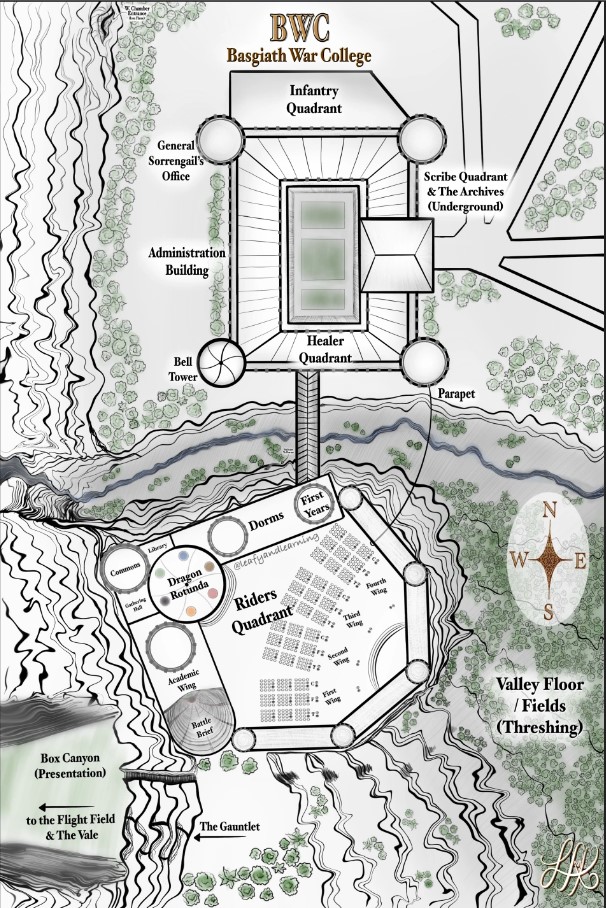 W. Chamber
Entrance
BWC
Basgiath War College
Infantry
Quadrant
General
Sorrengail's
Office
Scribe Quadrant
& The Archives
(Underground)
Administration
Building
Healer
Quadrant
Bell
Tower
Parapet
First
Years
Dorms
@leafyandlearning
Library
Commons
Dragon
Rotunda
Gathering
Hall
Riders
Quadrant
Fourth
Wing
Third
Wing
Second
Wing
First
Wing
Academic
Wing
Battle
Brief
N
W
E
S
Valley Floor
/ Fields
(Threshing)
Box Canyon
(Presentation)
to the Flight Field
& The Vale
The Gauntlet